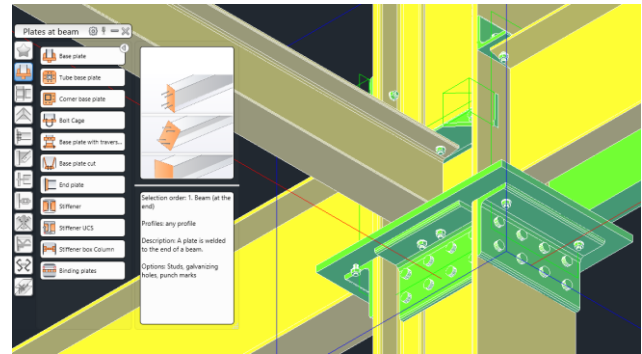 Plates at beam
Base plate
Tube base plate
Corner base plate
Bolt Cage
Base plate with travers...
Base plate cut
End plate
Stiffener
Stiffener UCS
Stiffener box Column
Binding plates
Selection order: 1. Beam (at the
end)
Profiles: any profile
Description: A plate is welded
to the end of a beam.
Options: Studs, galvanizing
holes, punch marks